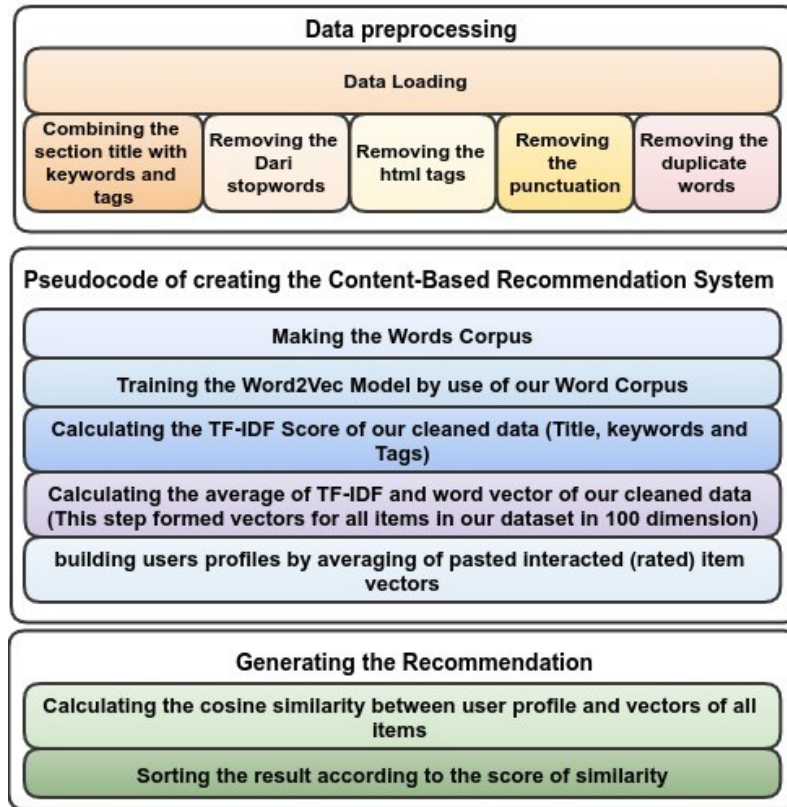 Data preprocessing
Data Loading
Combining the
section title with
keywords and
tags
Removing the
Dari
stopwords
Removing the
html tags
Removing
the
punctuation
Removing the
duplicate
words
Pseudocode of creating the Content-Based Recommendation System
Making the Words Corpus
Training the Word2Vec Model by use of our Word Corpus
Calculating the TF-IDF Score of our cleaned data (Title, keywords and
Tags)
Calculating the average of TF-IDF and word vector of our cleaned data
(This step formed vectors for all items in our dataset in 100 dimension)
building users profiles by averaging of pasted interacted (rated) item
vectors
Generating the Recommendation
Calculating the cosine similarity between user profile and vectors of all
items
Sorting the result according to the score of similarity